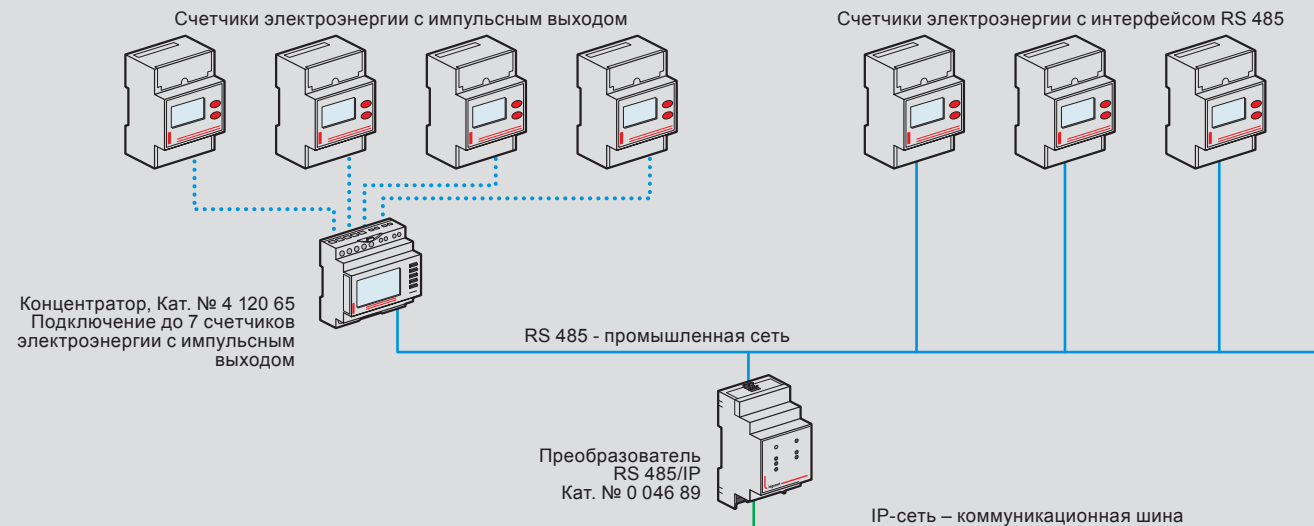 Счетчики электроэнергии с импульсным выходом
Счетчики электроэнергии с интерфейсом RS 485
Концентратор, Кат. № 4 120 65
Подключение до 7 счетчиков
электроэнергии с импульсным
выходом
RS 485 - промышленная сеть
Преобразователь
RS 485/IP
Кат. № 0 046 89
legrand
IP-сеть – коммуникационная шина